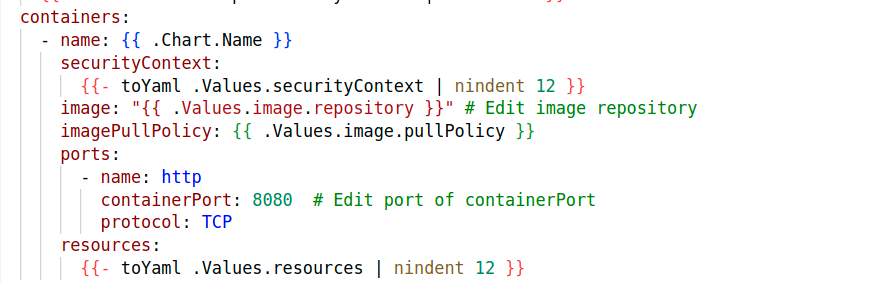 containers:
- name: {{ .Chart.Name }}
securityContext:
{{- toYaml .Values.securityContext | nindent 12 }}
image: "{{ .Values.image.repository }}" # Edit image repository
imagePullPolicy: {{ .Values.image.pullPolicy }}
ports:
- name: http
containerPort: 8080  # Edit port of containerPort
protocol: TCP
resources:
{{- toYaml .Values.resources | nindent 12 }}